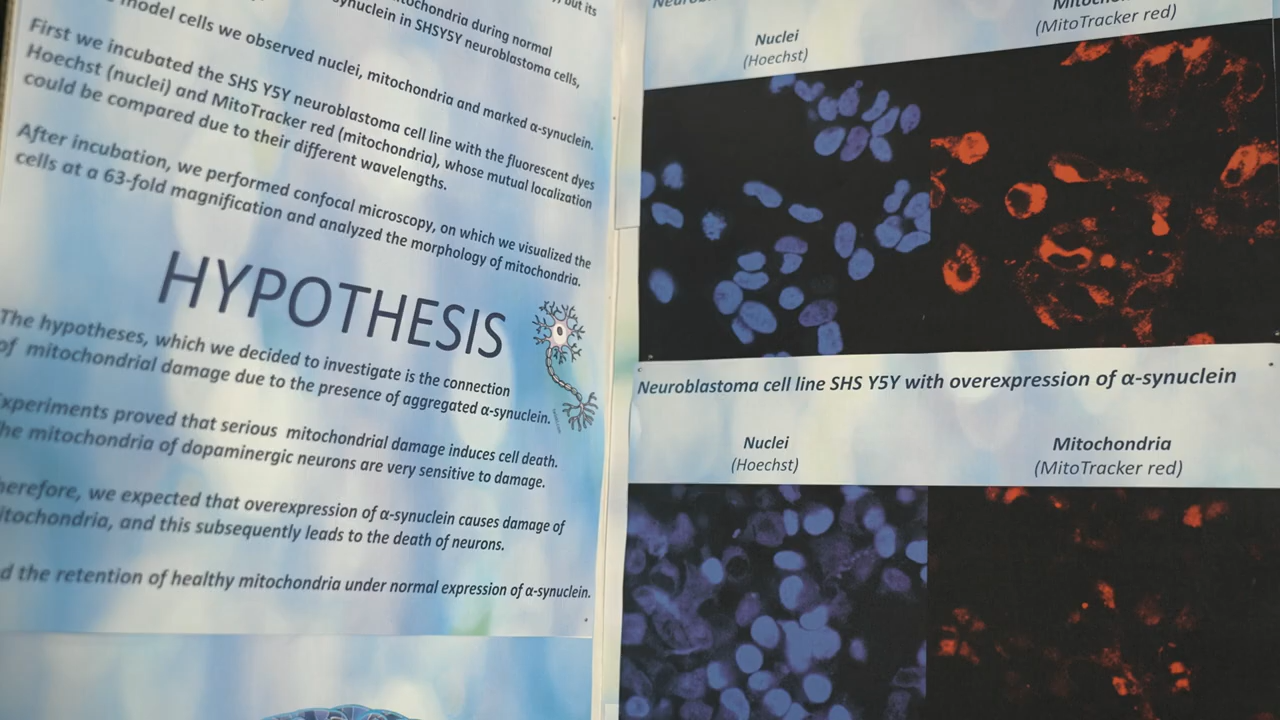 but its
mitochondria during normal
synuclein in SHSY5Y neuroblastoma cells,
model cells we observed nuclei, mitochondria and marked α-synuclein.
First we incubated the SHS Y5Y neuroblastoma cell line with the fluorescent dyes
Hoechst (nuclei) and MitoTracker red (mitochondria), whose mutual localization
could be compared due to their different wavelengths.
After incubation, we performed confocal microscopy, on which we visualized the
cells at a 63-fold magnification and analyzed the morphology of mitochondria.
HYPOTHESIS
The hypotheses, which we decided to investigate is the connection
of mitochondrial damage due to the presence of aggregated α-synuclein.
xperiments proved that serious mitochondrial damage induces cell death.
he mitochondria of dopaminergic neurons are very sensitive to damage.
herefore, we expected that overexpression of α-synuclein causes damage of
itochondria, and this subsequently leads to the death of neurons.
d the retention of healthy mitochondria under normal expression of α-synuclein.
Nuclei
(Hoechst)
(MitoTracker red)
Neuroblastoma cell line SHS Y5Y with overexpression of α-synuclein
Nuclei
(Hoechst)
Mitochondria
(MitoTracker red)